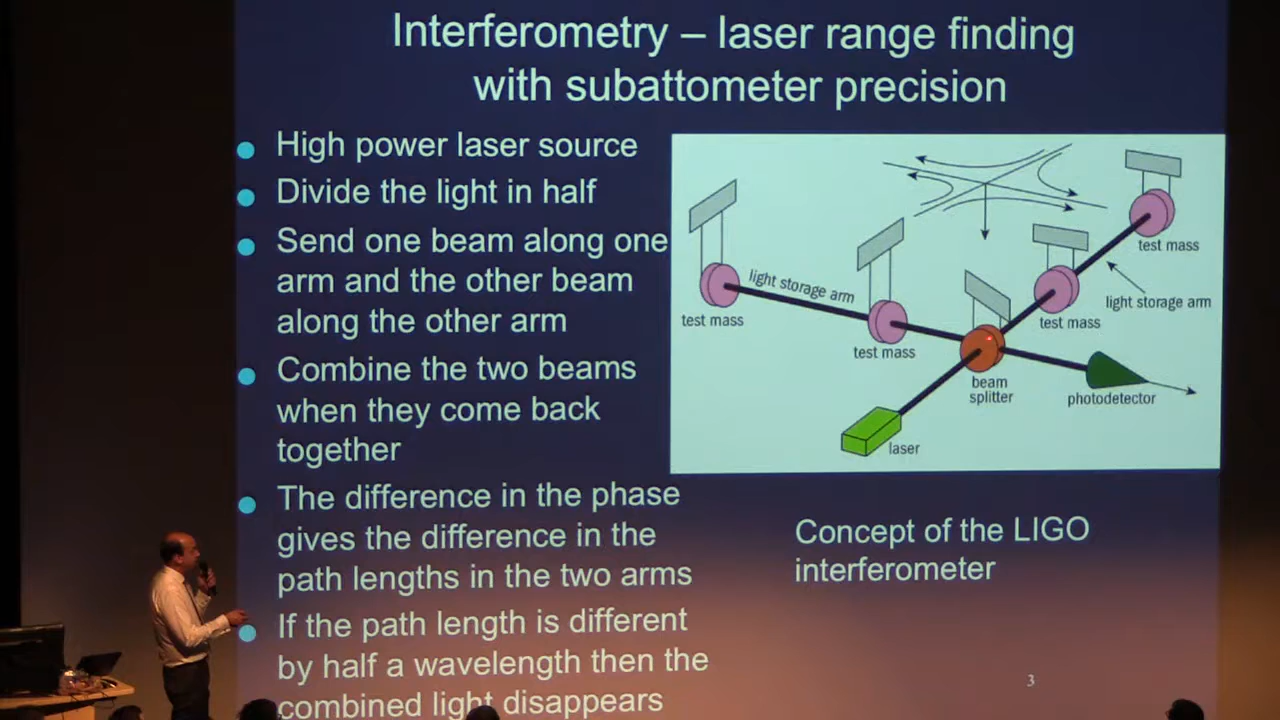 Interferometry – laser range finding
with subattometer precision
High power laser source
Divide the light in half
Send one beam along one
arm and the other beam
along the other arm
Combine the two beams
when they come back
together
The difference in the phase
gives the difference in the
path lengths in the two arms
If the path length is different
by half a wavelength then the
combined light disappears
test mass
light storage arm
test mass
beam
splitter
laser
test mass
light storage arm
test mass
photodetector
Concept of the LIGO
interferometer
3